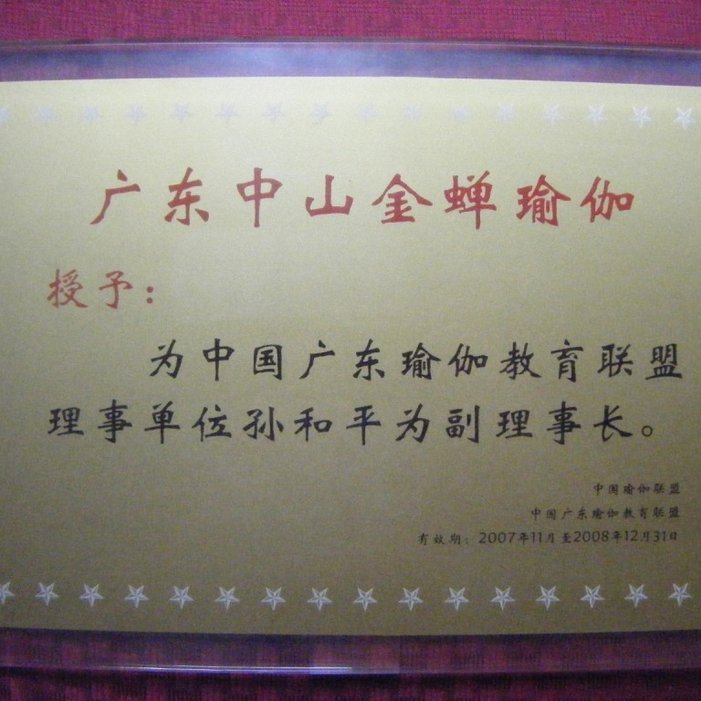 广东中山金蝉瑜伽
授予：
为中国广东瑜伽教育联盟
理事单位孙和平为副理事长。
中国瑜伽联盟
中国广东瑜伽教育联盟
有效期：2007年11月至2008年12月31日